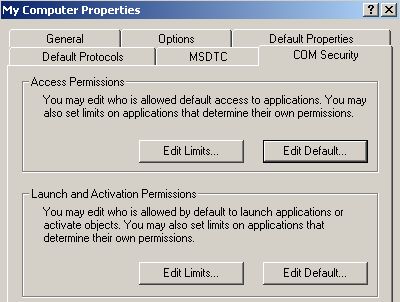 My Computer Properties
General Options Default Properties
Default Protocols MSDTC COM Security
Access Permissions
You may edit who is allowed default access to applications. You may
also set limits on applications that determine their own permissions.
Edit Limits... Edit Default...
Launch and Activation Permissions
You may edit who is allowed by default to launch applications or
activate objects. You may also set limits on applications that
determine their own permissions.
Edit Limits... Edit Default...